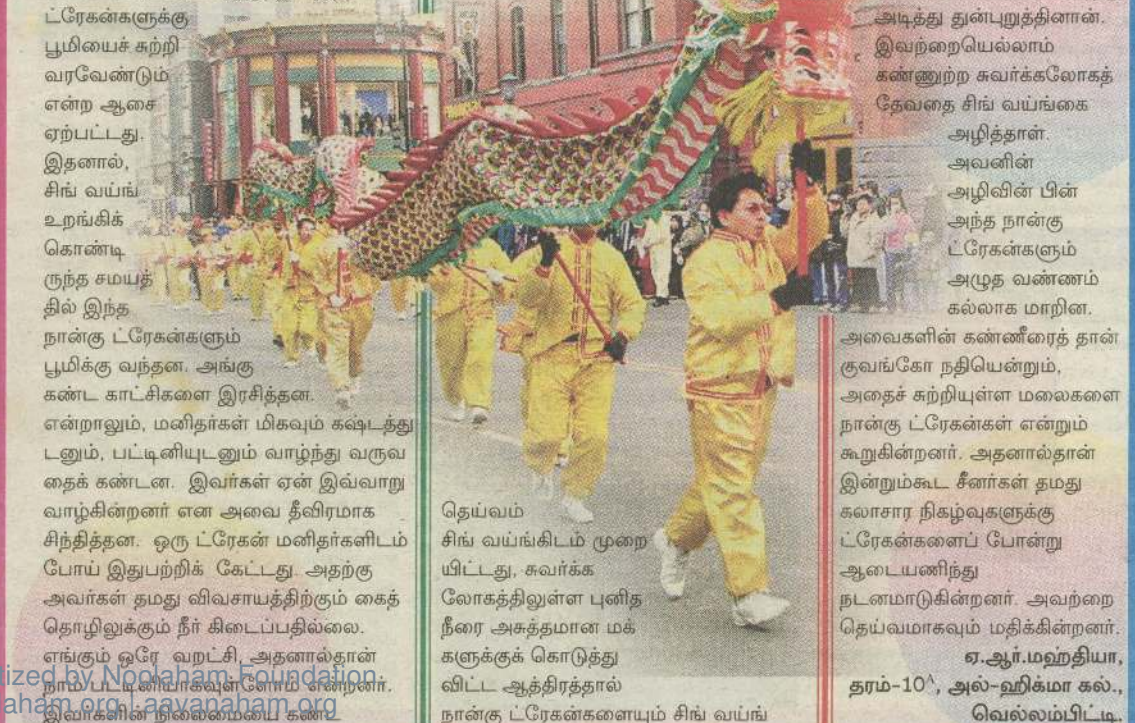 ட்ரேகன்களுக்கு
பூமியைச் சுற்றி
வரவேண்டும்
என்ற ஆசை
ஏற்பட்டது.
இதனால்,
சிங் வய்ங்
உறங்கிக்
கொண்டி
ருந்த சமயத்
தில் இந்த
நான்கு ட்ரேகன்களும்
பூமிக்கு வந்தன. அங்கு
கண்ட காட்சிகளை இரசித்தன.
என்றாலும், மனிதர்கள் மிகவும் கஷ்டத்து
டனும், பட்டினியுடனும் வாழ்ந்து வருவ
தைக் கண்டன. இவர்கள் ஏன் இவ்வாறு
வாழ்கின்றனர் என அவை தீவிரமாக
சிந்தித்தன. ஒரு ட்ரேகன் மனிதர்களிடம்
போய் இதுபற்றிக் கேட்டது. அதற்கு
அவர்கள் தமது விவசாயத்திற்கும் கைத்
தொழிலுக்கும் நீர் கிடைப்பதில்லை.
எங்கும் ஒரே வறட்சி, அதனால்தான்
நாம் பட்டினியாகவுள்ளோம் என்றனர்.
இவர்களின் நிலைமையை கண்ட
தெய்வம்
சிங் வய்ங்கிடம் முறை
யிட்டது, சுவர்க்க
லோகத்திலுள்ள புனித
நீரை அசுத்தமான மக்
களுக்குக் கொடுத்து
விட்ட ஆத்திரத்தால்
நான்கு ட்ரேகன்களையும் சிங் வய்ங்
அடித்து துன்புறுத்தினான்.
இவற்றையெல்லாம்
கண்ணுற்ற சுவர்க்கலோகத்
தேவதை சிங் வய்ங்கை
அழித்தாள்.
அவனின்
அழிவின் பின்
அந்த நான்கு
ட்ரேகன்களும்
அழுத வண்ணம்
கல்லாக மாறின.
அவைகளின் கண்ணீரைத் தான்
குவங்கோ நதியென்றும்,
அதைச் சுற்றியுள்ள மலைகளை
நான்கு ட்ரேகன்கள் என்றும்
கூறுகின்றனர். அதனால்தான்
இன்றும்கூட சீனர்கள் தமது
கலாசார நிகழ்வுகளுக்கு
ட்ரேகன்களைப் போன்று
ஆடையணிந்து
நடனமாடுகின்றனர். அவற்றை
தெய்வமாகவும் மதிக்கின்றனர்.
ஏ.ஆர்.மஹ்தியா,
தரம்-10^A, அல்-ஹிக்மா கல்.,
வெல்லம்பிட்டி.
ized by Noolaham Foundation.
aham.org | aavanaham.org